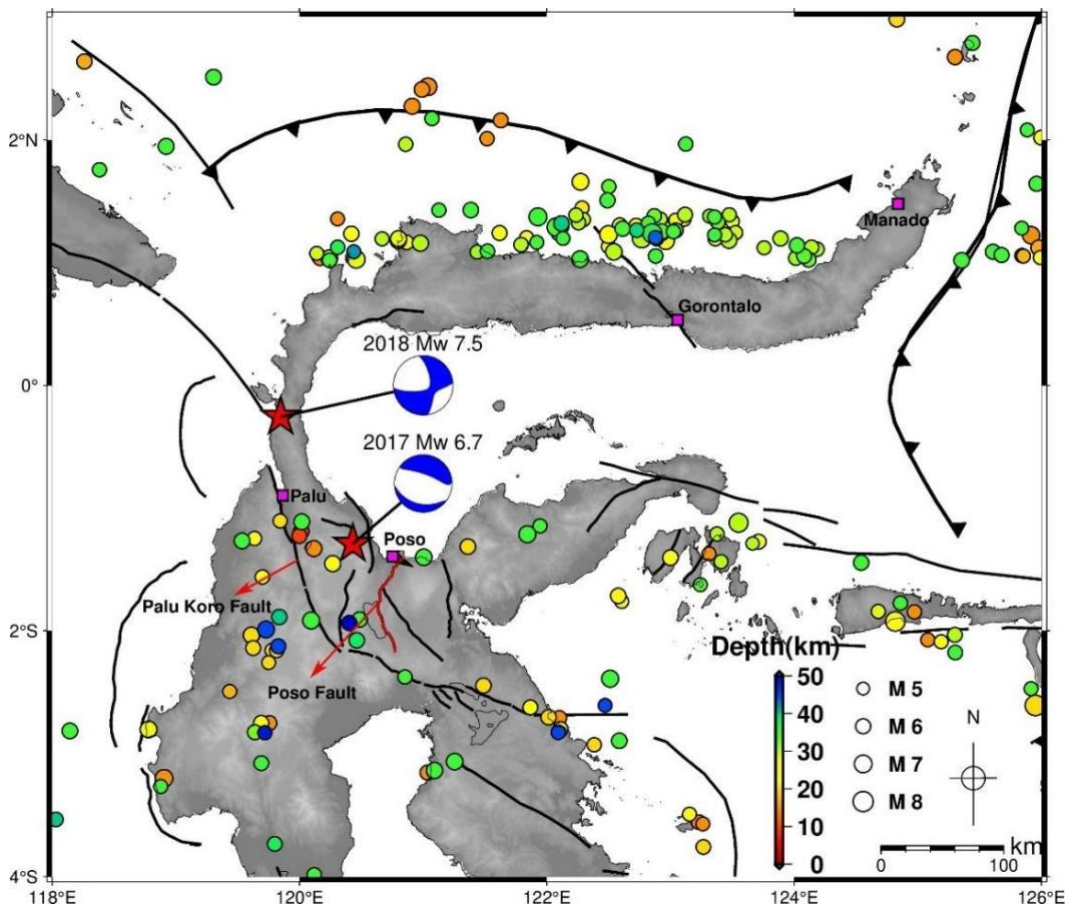 2°N
0°
2°S
4°S
118°E
120°E
122°E
124°E
126°E
Manado
Gorontalo
2018 Mw 7.5
2017 Mw 6.7
Palu
Poso
Palu Koro Fault
Poso Fault
Depth(km)
50
40
30
20
10
0
M 5
M 6
M 7
M 8
N
km
0
100